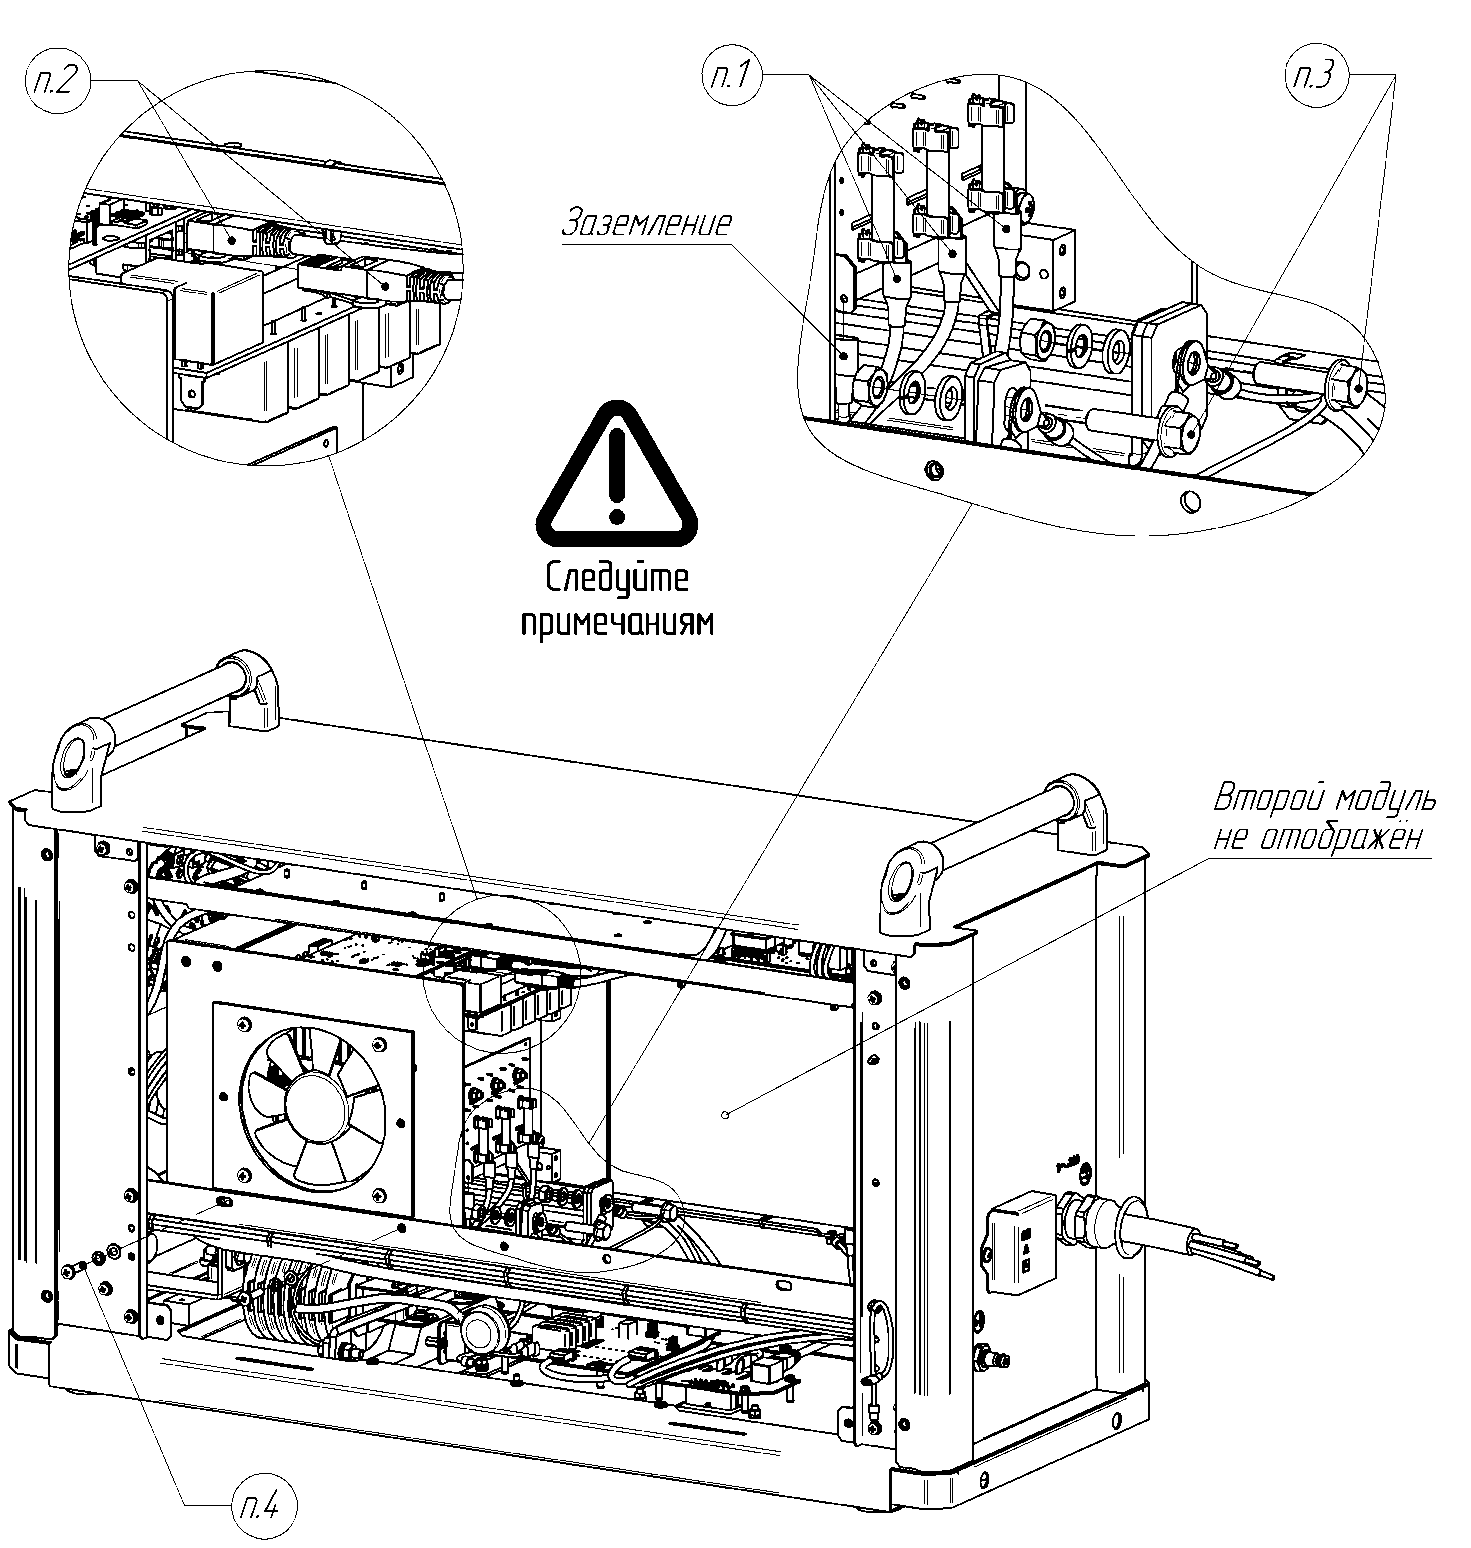 п.2
п.1
п.3
Заземление
Следуйте
примечаниям
Второй модуль
не отображён
п.4